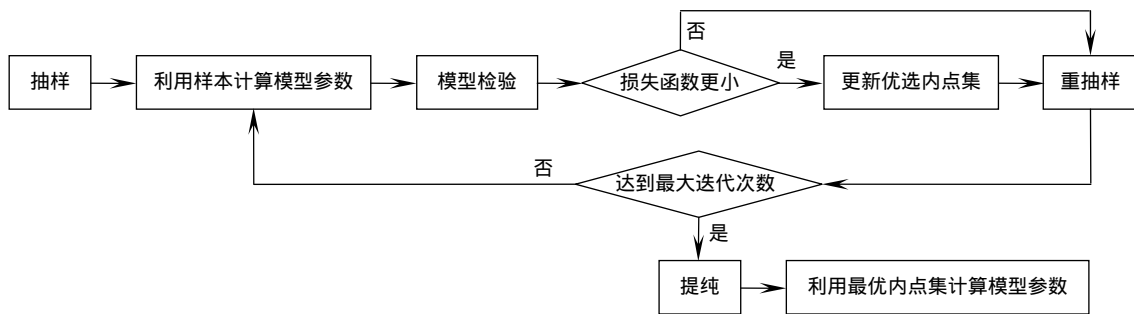 否
抽样
利用样本计算模型参数
模型检验
损失函数更小
是
更新优选内点集
重抽样
否
达到最大迭代次数
是
提纯
利用最优内点集计算模型参数